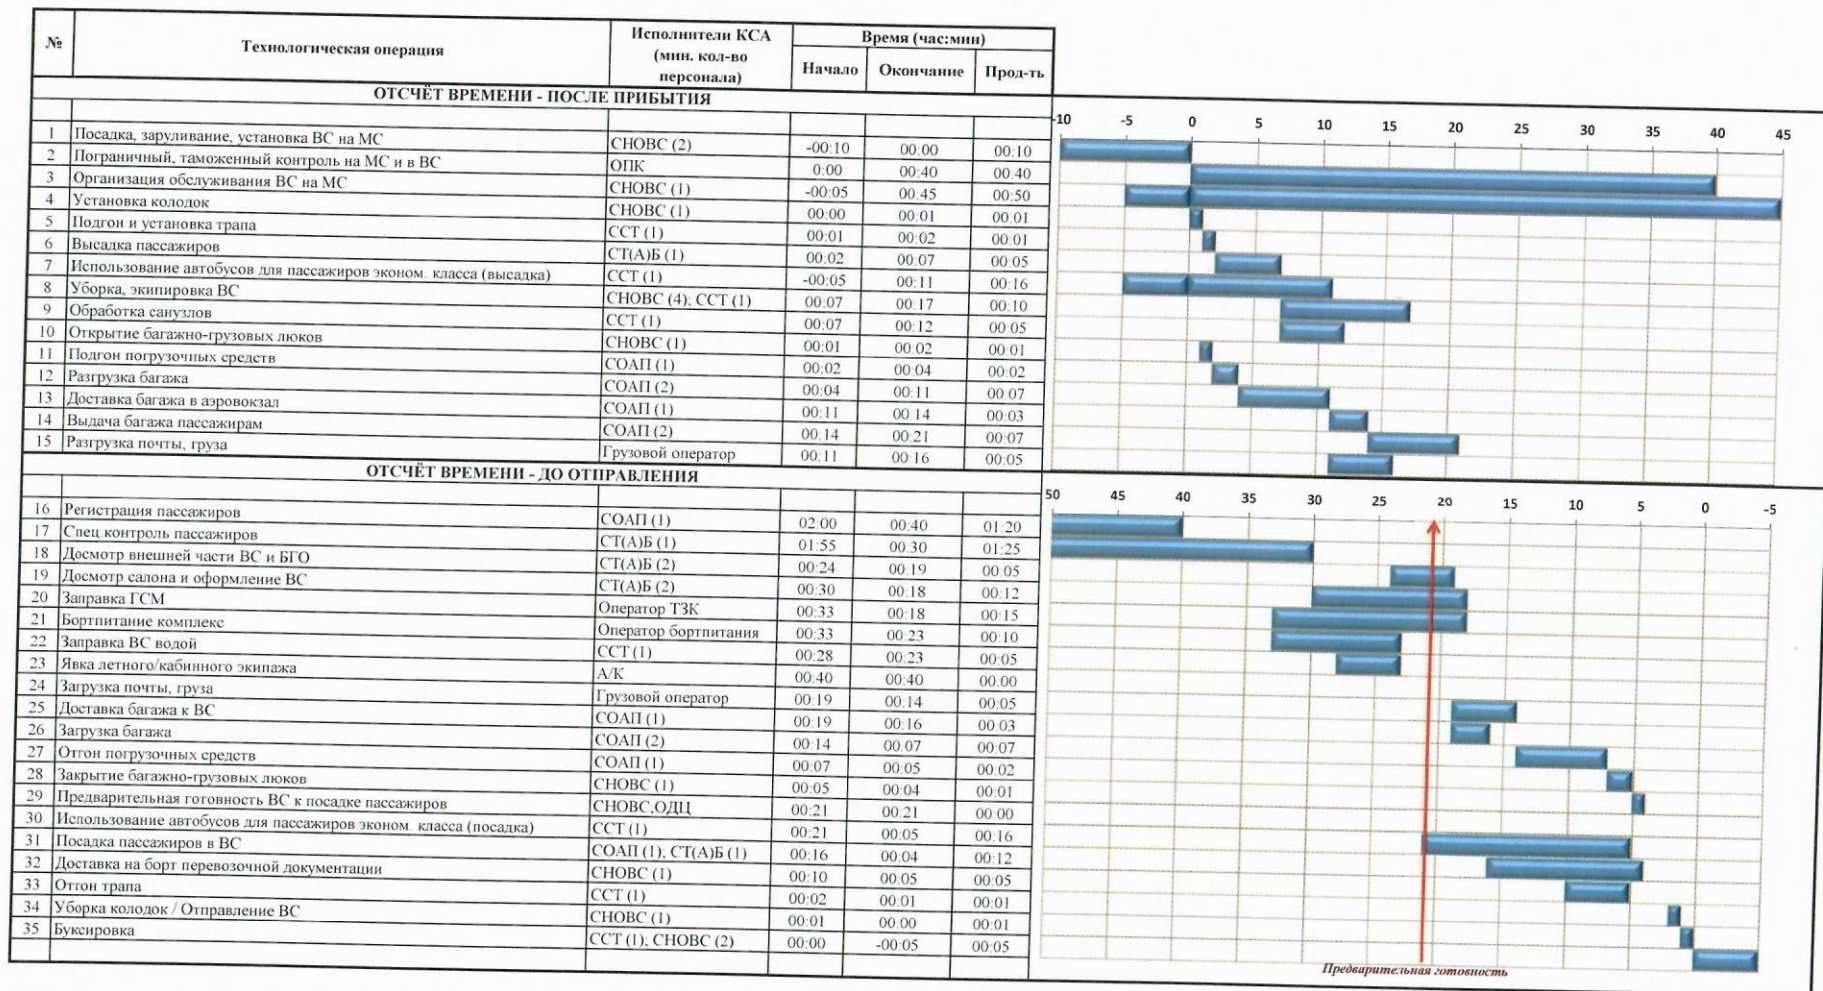 № Технологическая операция Исполнители КСА (мин. кол-во персонала) Время (час:мин)
Начало Окончание Прод-ть
ОТСЧЁТ ВРЕМЕНИ - ПОСЛЕ ПРИБЫТИЯ
-10 -5 0 5 10 15 20 25 30 35 40 45
1 Посадка, заруливание, установка ВС на МС СНОВС (2) -00:10 00:00 00:10
2 Пограничный, таможенный контроль на МС и в ВС ОПК 0:00 00:40 00:40
3 Организация обслуживания ВС на МС СНОВС (1) -00:05 00:45 00:50
4 Установка колодок СНОВС (1) 00:00 00:01 00:01
5 Подгон и установка трапа ССТ (1) 00:01 00:02 00:01
6 Высадка пассажиров СТ(А)Б (1) 00:02 00:07 00:05
7 Использование автобусов для пассажиров эконом. класса (высадка) ССТ (1) -00:05 00:11 00:16
8 Уборка, экипировка ВС СНОВС (4); ССТ (1) 00:07 00:17 00:10
9 Обработка санузлов ССТ (1) 00:07 00:12 00:05
10 Открытие багажно-грузовых люков СНОВС (1) 00:01 00:02 00:01
11 Подгон погрузочных средств СОАП (1) 00:02 00:04 00:02
12 Разгрузка багажа СОАП (2) 00:04 00:11 00:07
13 Доставка багажа в аэровокзал СОАП (1) 00:11 00:14 00:03
14 Выдача багажа пассажирам СОАП (2) 00:14 00:21 00:07
15 Разгрузка почты, груза Грузовой оператор 00:11 00:16 00:05
ОТСЧЁТ ВРЕМЕНИ - ДО ОТПРАВЛЕНИЯ
50 45 40 35 30 25 20 15 10 5 0 -5
16 Регистрация пассажиров СОАП (1) 02:00 00:40 01:20
17 Спец.контроль пассажиров СТ(А)Б (1) 01:55 00:30 01:25
18 Досмотр внешней части ВС и БГО СТ(А)Б (2) 00:24 00:19 00:05
19 Досмотр салона и оформление ВС СТ(А)Б (2) 00:30 00:18 00:12
20 Заправка ГСМ Оператор ТЗК 00:33 00:18 00:15
21 Бортпитание комплекс Оператор бортпитания 00:33 00:23 00:10
22 Заправка ВС водой ССТ (1) 00:28 00:23 00:05
23 Явка летного/кабинного экипажа А/К 00:40 00:40 00:00
24 Загрузка почты, груза Грузовой оператор 00:19 00:14 00:05
25 Доставка багажа к ВС СОАП (1) 00:19 00:16 00:03
26 Загрузка багажа СОАП (2) 00:14 00:07 00:07
27 Отгон погрузочных средств СОАП (1) 00:07 00:05 00:02
28 Закрытие багажно-грузовых люков СНОВС (1) 00:05 00:04 00:01
29 Предварительная готовность ВС к посадке пассажиров СНОВС,ОДЦ 00:21 00:21 00:00
30 Использование автобусов для пассажиров эконом. класса (посадка) ССТ (1) 00:21 00:05 00:16
31 Посадка пассажиров в ВС СОАП (1); СТ(А)Б (1) 00:16 00:04 00:12
32 Доставка на борт перевозочной документации СНОВС (1) 00:10 00:05 00:05
33 Отгон трапа ССТ (1) 00:02 00:01 00:01
34 Уборка колодок / Отправление ВС СНОВС (1) 00:01 00:00 00:01
35 Буксировка ССТ (1); СНОВС (2) 00:00 -00:05 00:05
Предварительная готовность